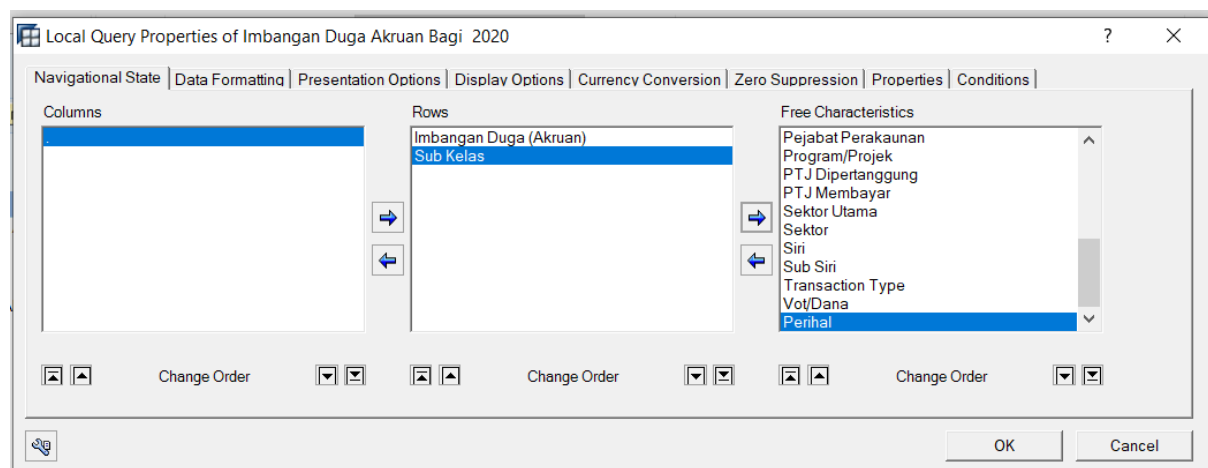 Local Query Properties of Imbangan Duga Akruan Bagi 2020
? X
Navigational State | Data Formatting | Presentation Options | Display Options | Currency Conversion | Zero Suppression | Properties | Conditions |
Columns
.
Rows
Imbangan Duga (Akruan)
Sub Kelas
Free Characteristics
Pejabat Perakaunan
Program/Projek
PTJ Dipertanggung
PTJ Membayar
Sektor Utama
Sektor
Siri
Sub Siri
Transaction Type
Vot/Dana
Perihal
Change Order
Change Order
Change Order
OK
Cancel